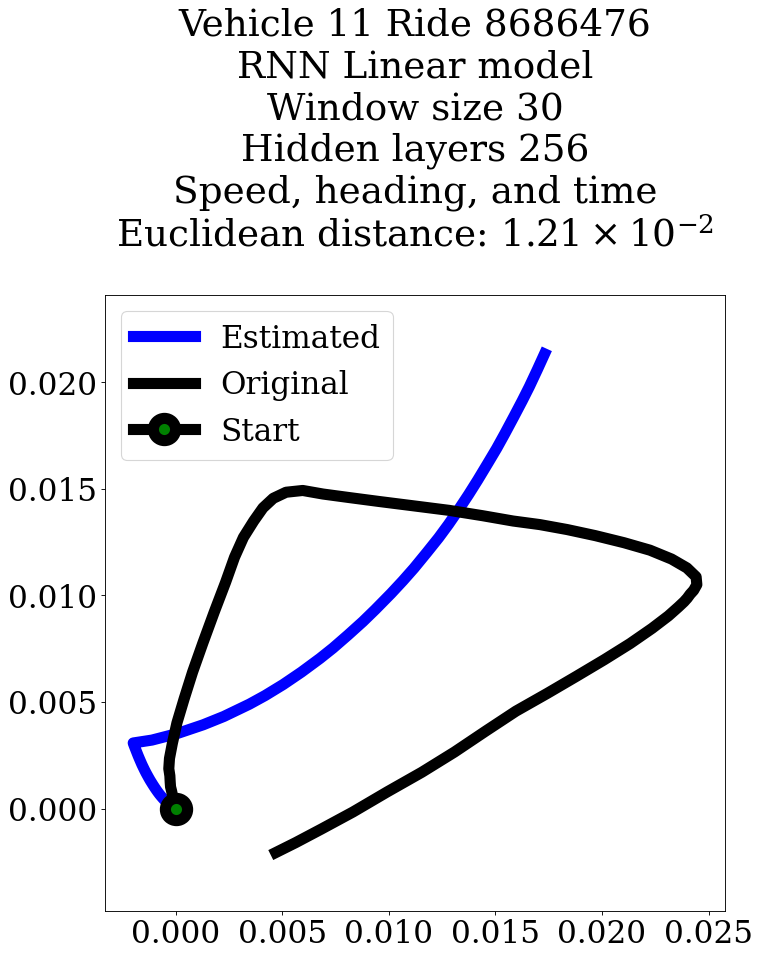 Vehicle 11 Ride 8686476
RNN Linear model
Window size 30
Hidden layers 256
Speed, heading, and time
Euclidean distance: 1.21 × 10⁻²
Estimated
Original
Start
0.020
0.015
0.010
0.005
0.000
0.000 0.005 0.010 0.015 0.020 0.025